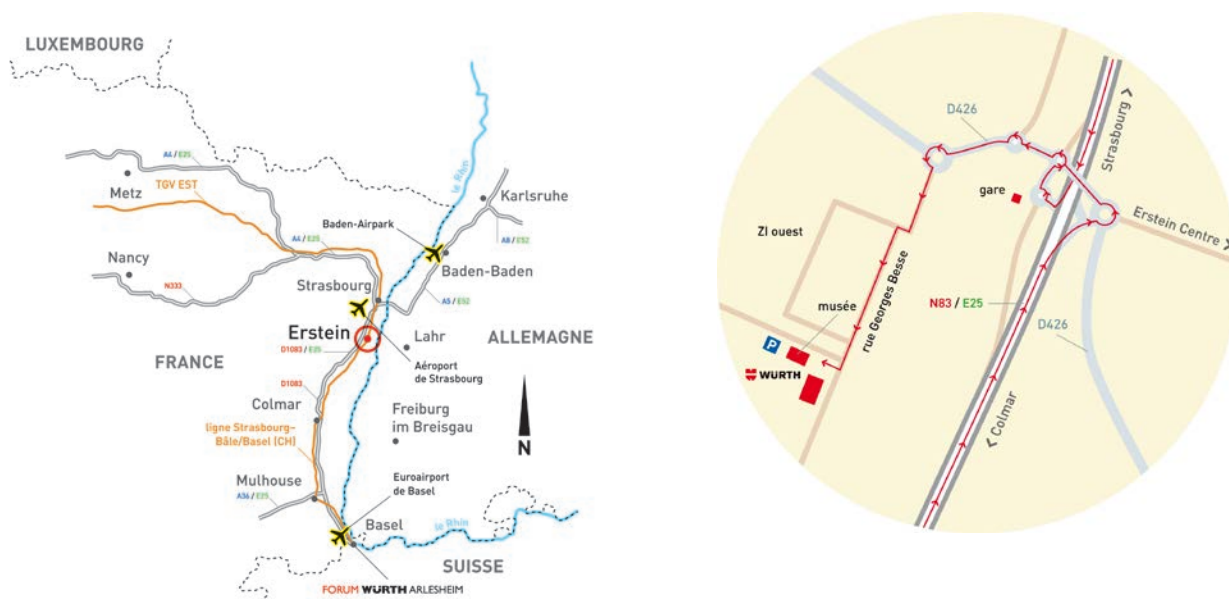 LUXEMBOURG
A4 / E25
Metz
TGV EST
le Rhin
Karlsruhe
Baden-Airpark
A8 / E52
A4 / E25
Nancy
Baden-Baden
N333
Strasbourg
A5 / E52
Erstein
Lahr
ALLEMAGNE
D1083 / E25
FRANCE
Aéroport
de Strasbourg
D1083
Colmar
Freiburg
im Breisgau
ligne Strasbourg–
Bâle/Basel (CH)
N
Mulhouse
Euroairport
de Basel
A36 / E25
Basel
le Rhin
SUISSE
FORUM WÜRTH ARLESHEIM
D426
Strasbourg >
gare
Erstein Centre >
ZI ouest
rue Georges Besse
musée
N83 / E25
D426
P
WÜRTH
< Colmar